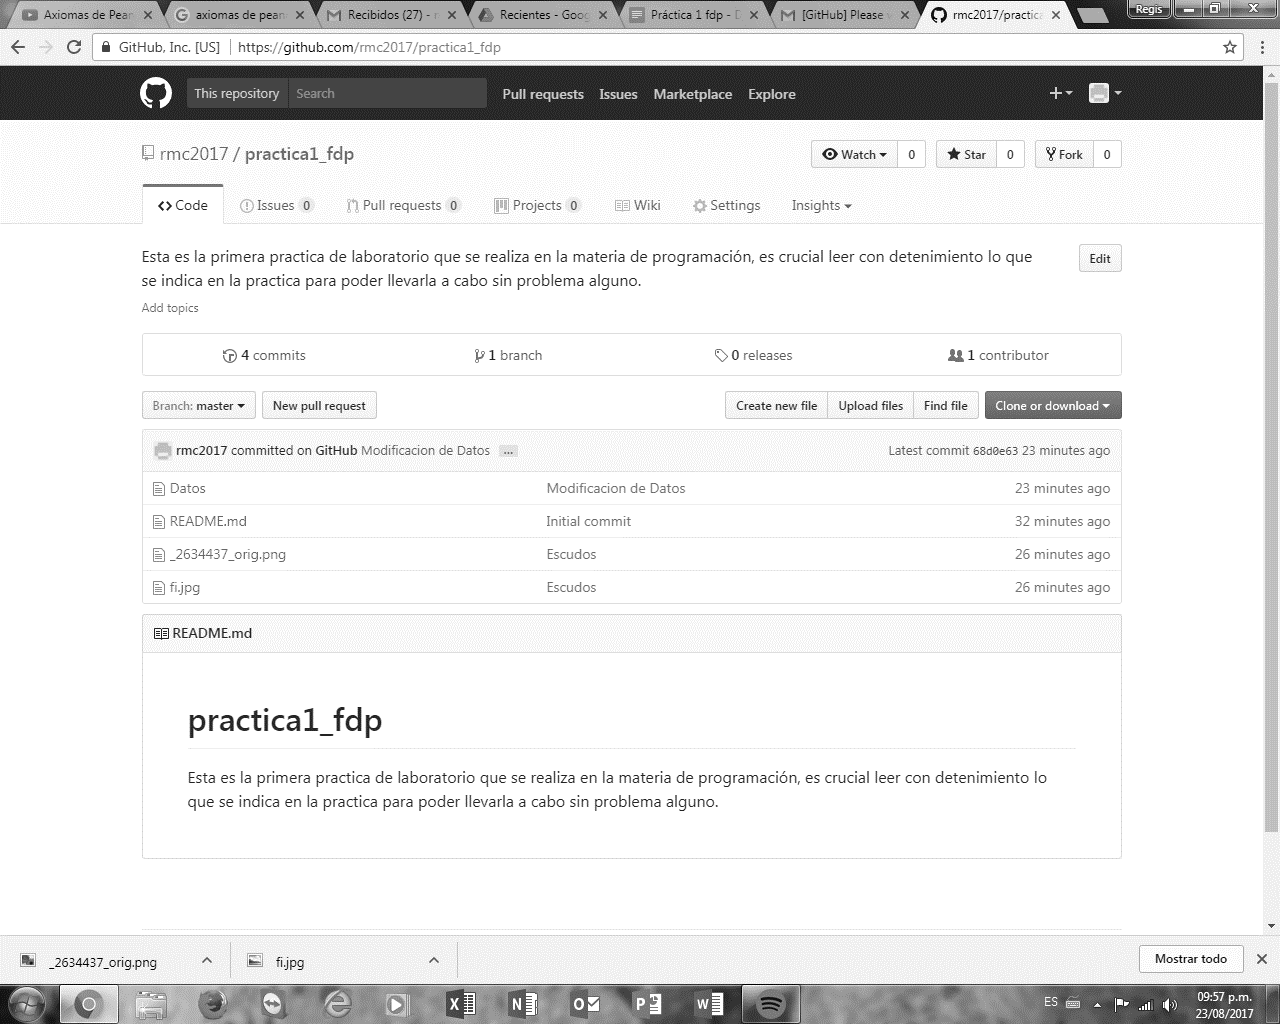 Axiomas de Pean
axiomas de pean
Recibidos (27) - r
Recientes - Goog
Práctica 1 fdp - D
[GitHub] Please v
rmc2017/practica
Regis
GitHub, Inc. [US] https://github.com/rmc2017/practica1_fdp
This repository Search Pull requests Issues Marketplace Explore
rmc2017 / practica1_fdp
Watch 0 Star 0 Fork 0
Code Issues 0 Pull requests 0 Projects 0 Wiki Settings Insights
Esta es la primera practica de laboratorio que se realiza en la materia de programación, es crucial leer con detenimiento lo que
se indica en la practica para poder llevarla a cabo sin problema alguno.
Edit
Add topics
4 commits 1 branch 0 releases 1 contributor
Branch: master New pull request Create new file Upload files Find file Clone or download
rmc2017 committed on GitHub Modificacion de Datos ... Latest commit 68d0e63 23 minutes ago
Datos Modificacion de Datos 23 minutes ago
README.md Initial commit 32 minutes ago
_2634437_orig.png Escudos 26 minutes ago
fi.jpg Escudos 26 minutes ago
README.md
practica1_fdp
Esta es la primera practica de laboratorio que se realiza en la materia de programación, es crucial leer con detenimiento lo
que se indica en la practica para poder llevarla a cabo sin problema alguno.
_2634437_orig.png fi.jpg Mostrar todo
ES 09:57 p.m.
23/08/2017